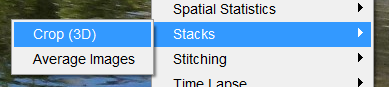 Spatial Statistics
Crop (3D)
Stacks
Average Images
Stitching
Time Lapse